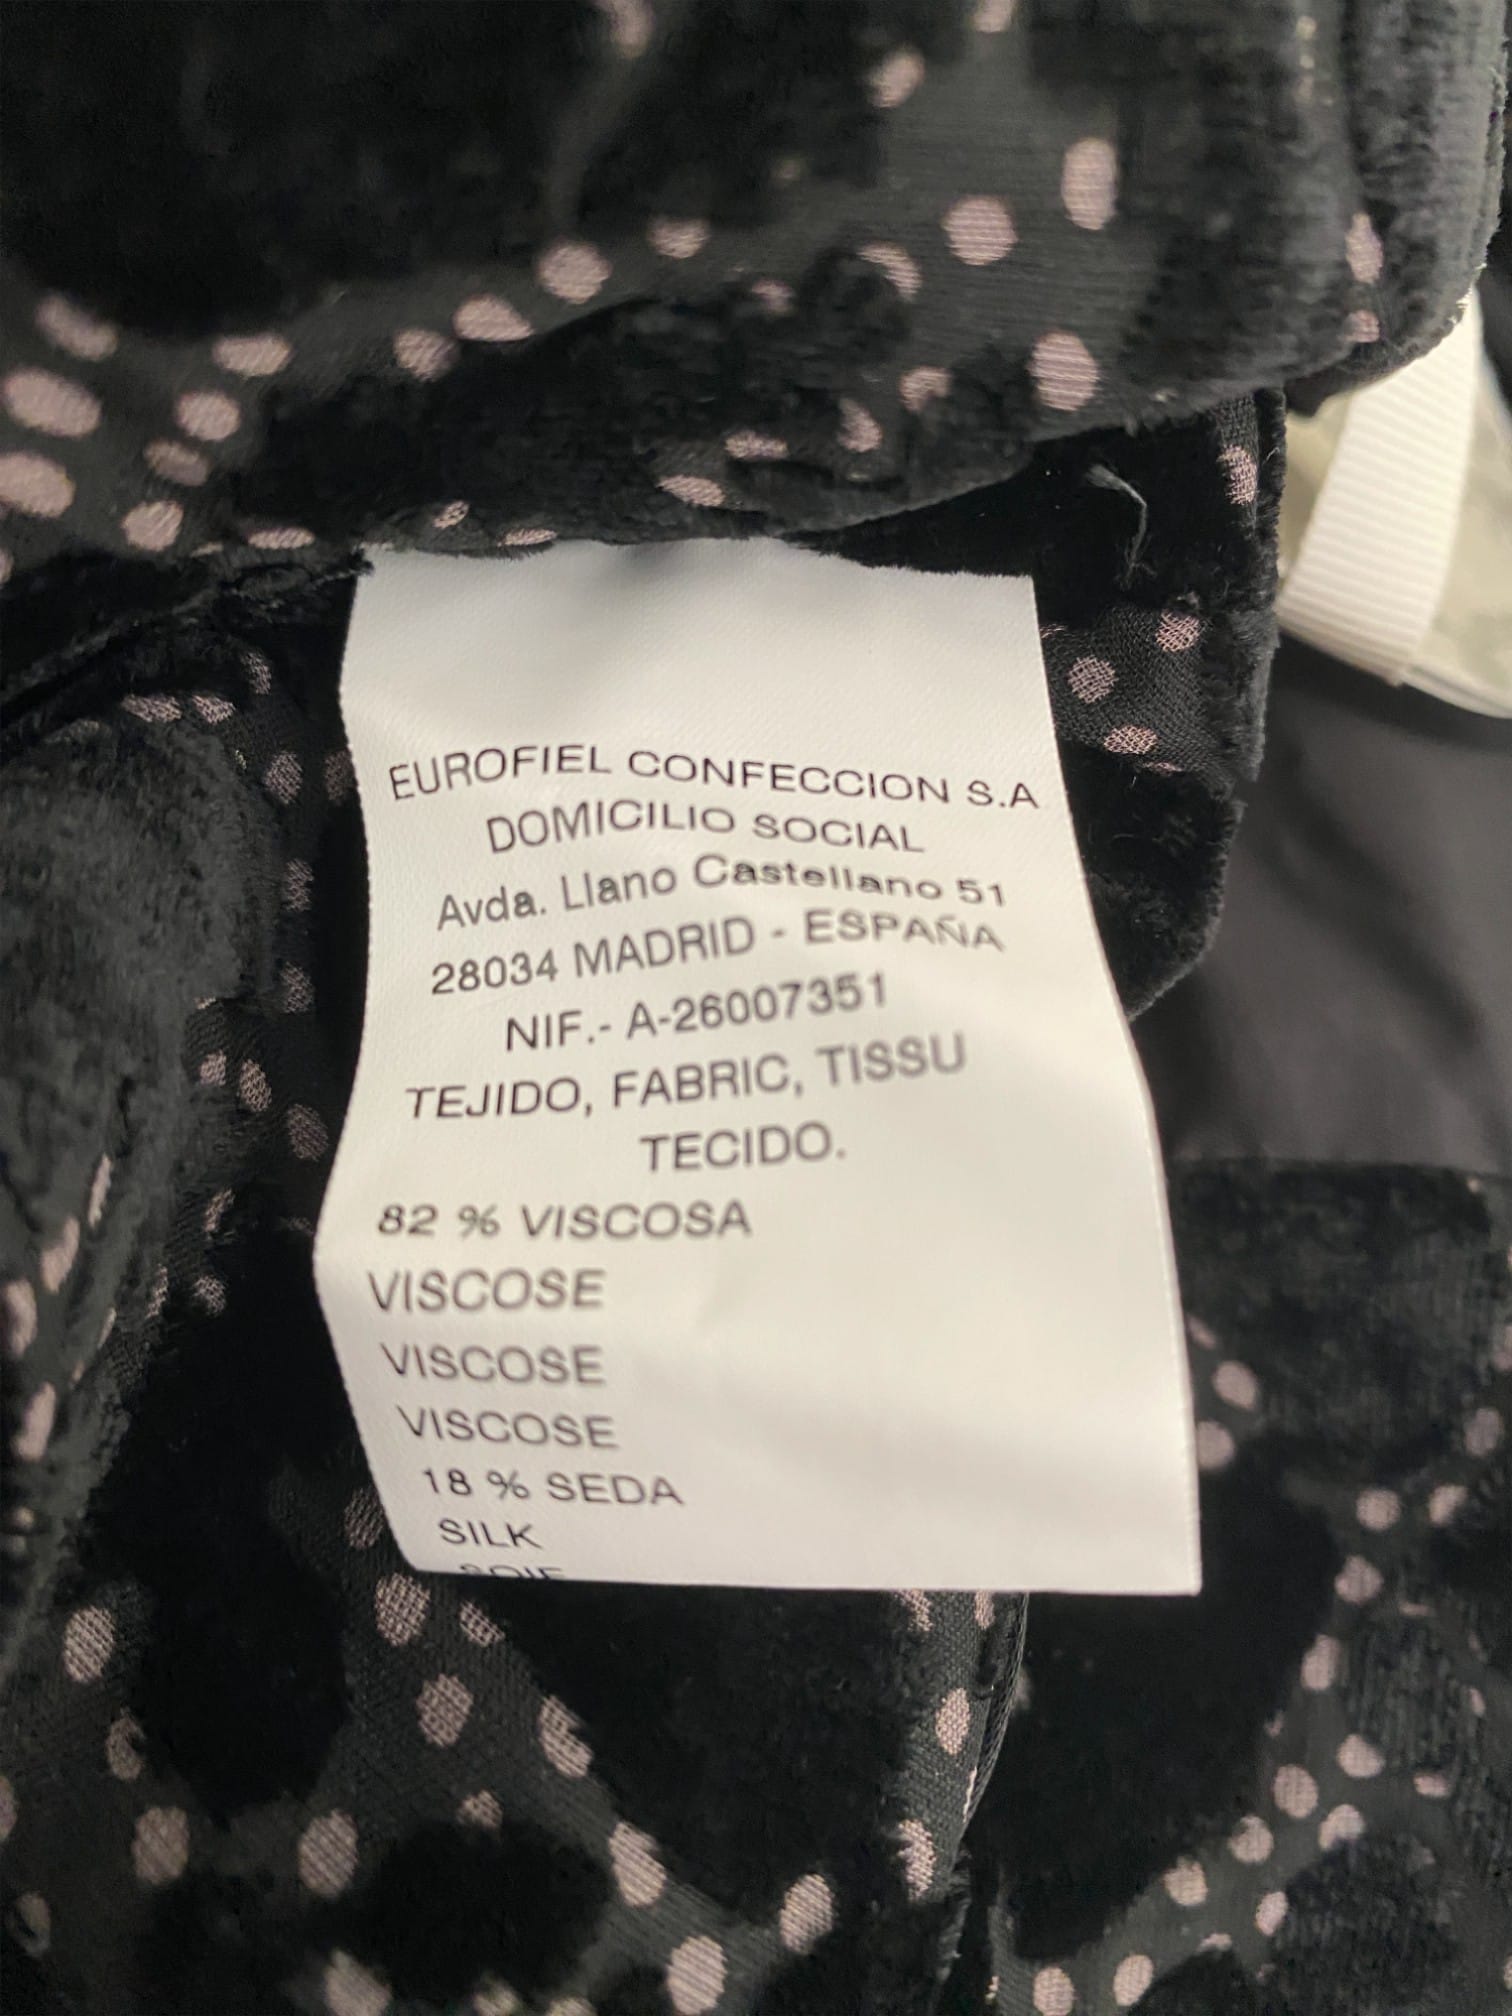 EUROFIEL CONFECCION S.A
DOMICILIO SOCIAL
Avda. Llano Castellano 51
28034 MADRID - ESPAÑA
NIF.- A-26007351
TEJIDO, FABRIC, TISSU
TECIDO.
82 % VISCOSA
VISCOSE
VISCOSE
VISCOSE
18 % SEDA
SILK
SOIE